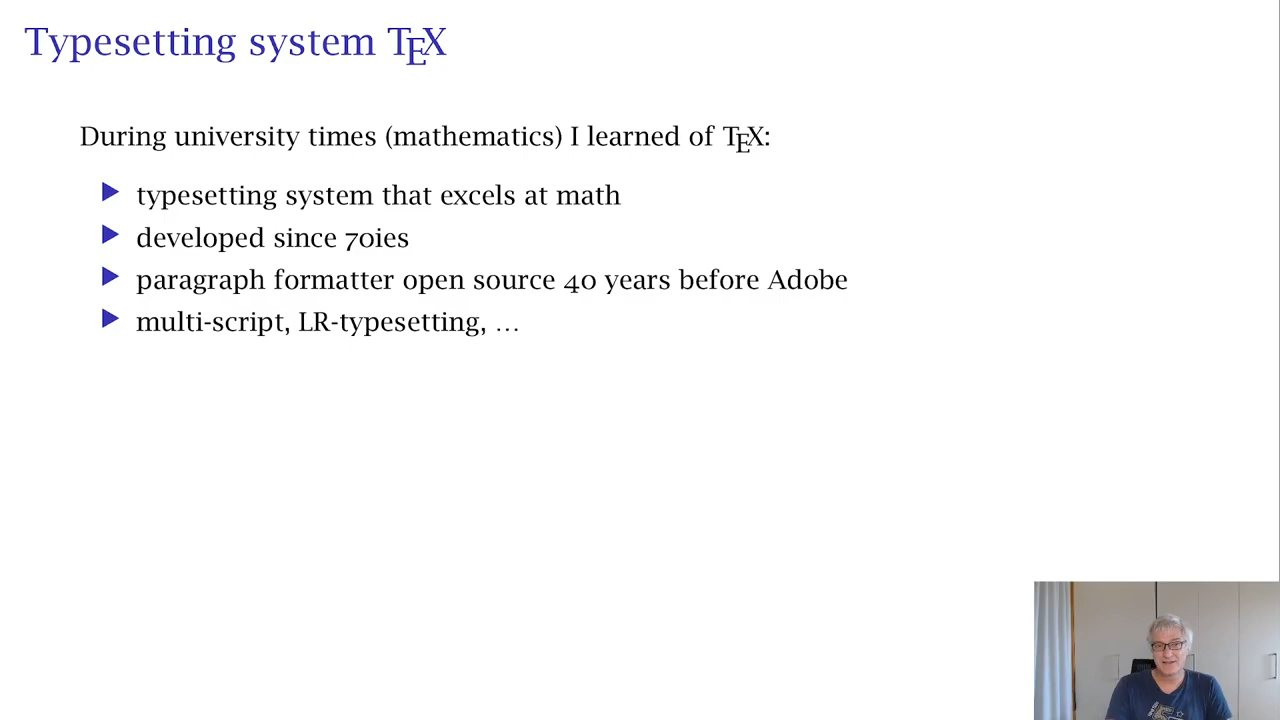 Typesetting system TEX
During university times (mathematics) I learned of TEX:
typesetting system that excels at math
developed since 70ies
paragraph formatter open source 40 years before Adobe
multi-script, LR-typesetting, …